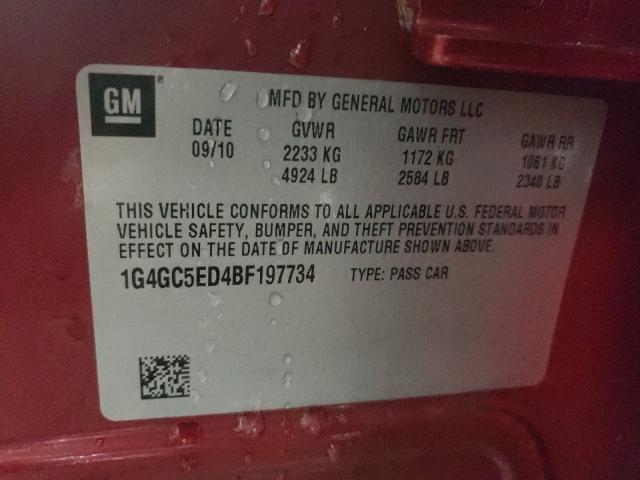 GM
MFD BY GENERAL MOTORS LLC
DATE GVWR GAWR FRT GAWR RR
09/10 2233 KG 1172 KG 1061 KG
4924 LB 2584 LB 2340 LB
THIS VEHICLE CONFORMS TO ALL APPLICABLE U.S. FEDERAL MOTOR
VEHICLE SAFETY, BUMPER, AND THEFT PREVENTION STANDARDS IN
EFFECT ON THE DATE OF MANUFACTURE SHOWN ABOVE.
1G4GC5ED4BF197734 TYPE: PASS CAR